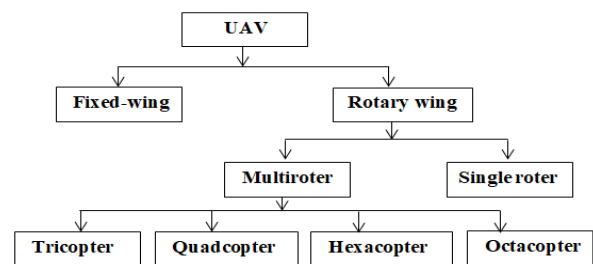 UAV
Fixed-wing
Rotary wing
Multiroter
Single roter
Tricopter
Quadcopter
Hexacopter
Octacopter